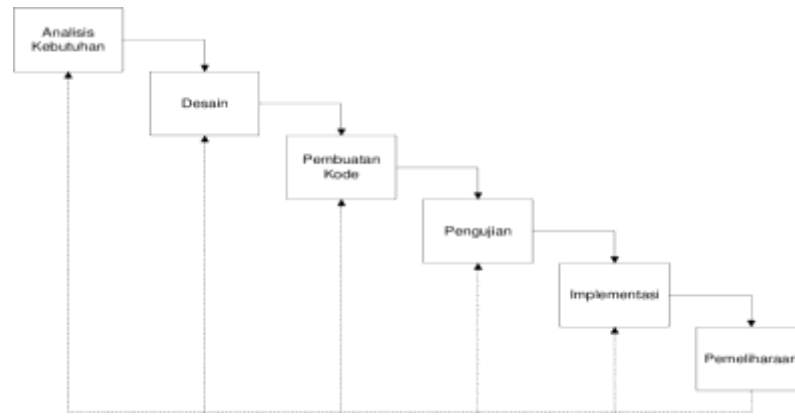 Analisis
Kebutuhan
Desain
Pembuatan
Kode
Pengujian
Implementasi
Pemeliharaan